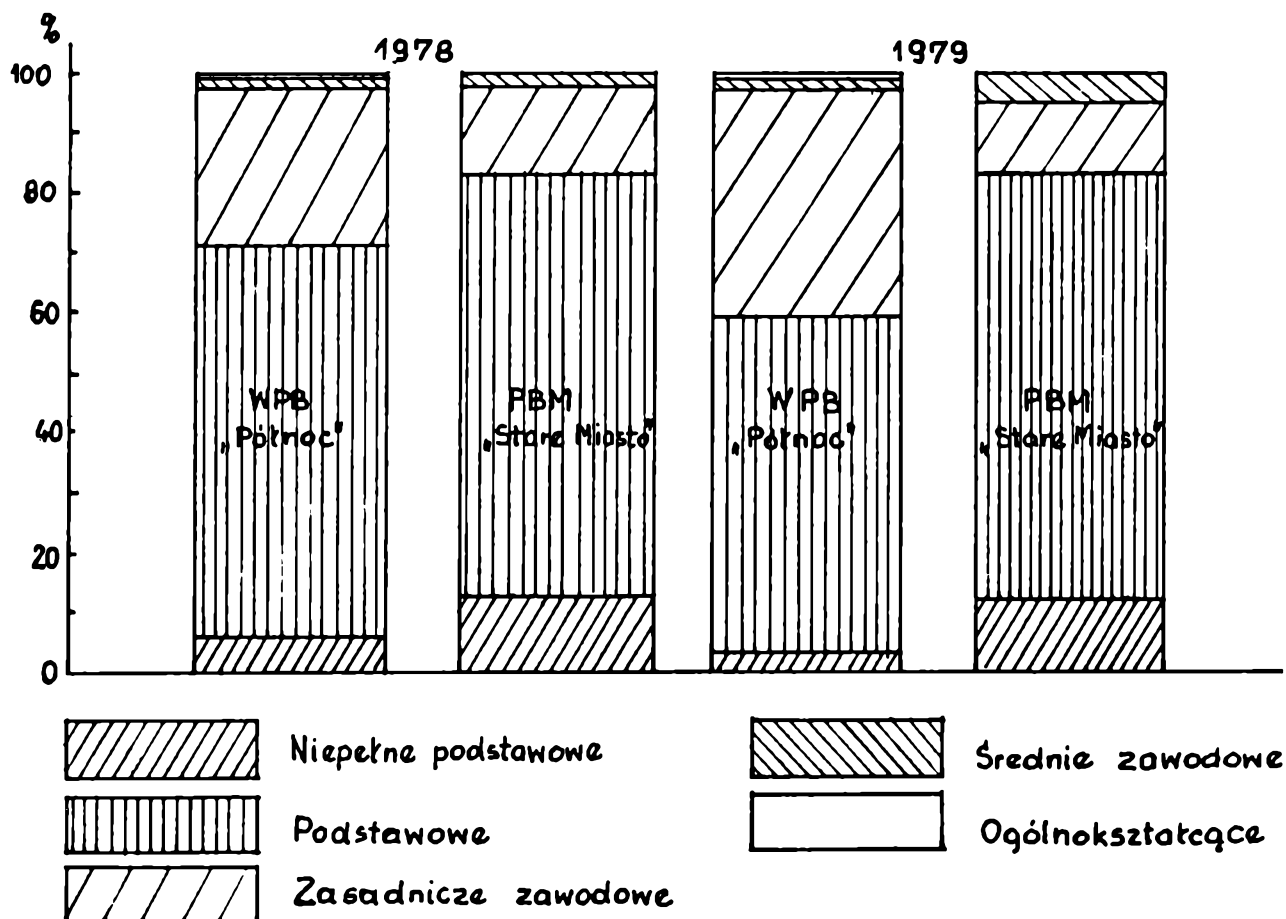 %
1978
1979
100
80
60
40
20
0
WPB
„Północ"
PBM
„Stare Miasto"
WPB
„Północ"
PBM
„Stare Miasto"
Niepełne podstawowe
Podstawowe
Zasadnicze zawodowe
Średnie zawodowe
Ogólnokształcące